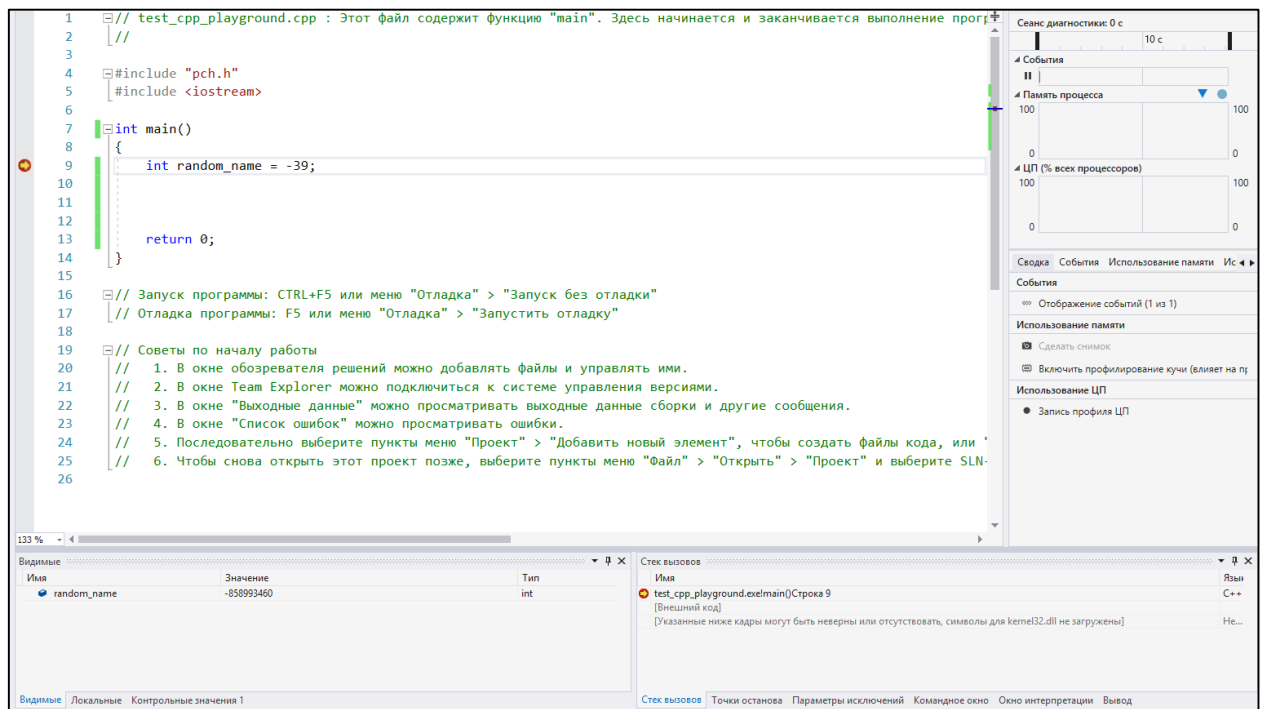 1 // test_cpp_playground.cpp : Этот файл содержит функцию "main". Здесь начинается и заканчивается выполнение прогр
2 //
3
4 #include "pch.h"
5 #include <iostream>
6
7 int main()
8 {
9 int random_name = -39;
10
11
12
13 return 0;
14 }
15
16 // Запуск программы: CTRL+F5 или меню "Отладка" > "Запуск без отладки"
17 // Отладка программы: F5 или меню "Отладка" > "Запустить отладку"
18
19 // Советы по началу работы
20 // 1. В окне обозревателя решений можно добавлять файлы и управлять ими.
21 // 2. В окне Team Explorer можно подключиться к системе управления версиями.
22 // 3. В окне "Выходные данные" можно просматривать выходные данные сборки и другие сообщения.
23 // 4. В окне "Список ошибок" можно просматривать ошибки.
24 // 5. Последовательно выберите пункты меню "Проект" > "Добавить новый элемент", чтобы создать файлы кода, или "
25 // 6. Чтобы снова открыть этот проект позже, выберите пункты меню "Файл" > "Открыть" > "Проект" и выберите SLN-
26
133 %
Сеанс диагностики: 0 с
10 с
События
Память процесса
100 100
0 0
ЦП (% всех процессоров)
100 100
0 0
Сводка События Использование памяти Ис
События
Отображение событий (1 из 1)
Использование памяти
Сделать снимок
Включить профилирование кучи (влияет на пр
Использование ЦП
Запись профиля ЦП
Видимые
Имя Значение Тип
random_name -858993460 int
Видимые Локальные Контрольные значения 1
Стек вызовов
Имя Язык
test_cpp_playground.exe!main()Строка 9 C++
[Внешний код]
[Указанные ниже кадры могут быть неверны или отсутствовать, символы для kernel32.dll не загружены] Не...
Стек вызовов Точки останова Параметры исключений Командное окно Окно интерпретации Вывод